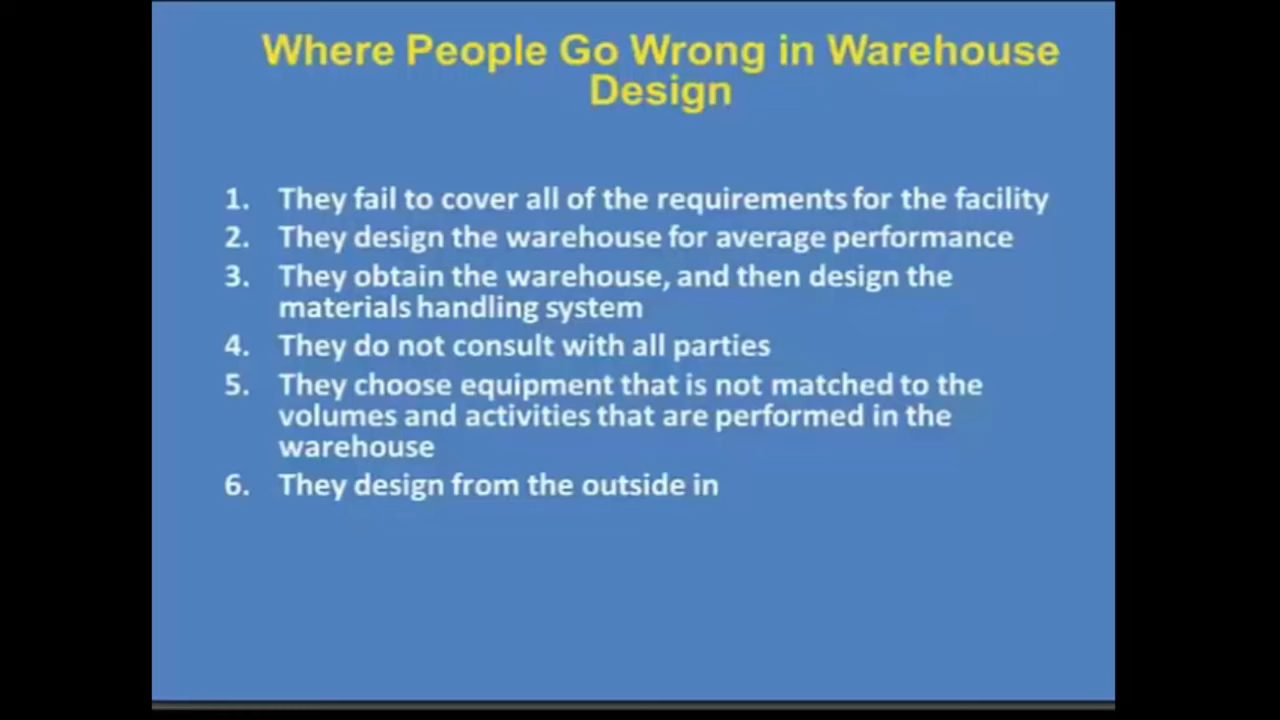 Where People Go Wrong in Warehouse
Design
1. They fail to cover all of the requirements for the facility
2. They design the warehouse for average performance
3. They obtain the warehouse, and then design the
materials handling system
4. They do not consult with all parties
5. They choose equipment that is not matched to the
volumes and activities that are performed in the
warehouse
6. They design from the outside in